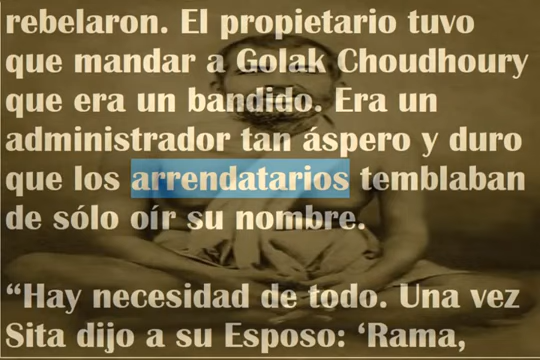 rebelaron. El propietario tuvo
que mandar a Golak Choudhoury
que era un bandido. Era un
administrador tan áspero y duro
que los arrendatarios temblaban
de sólo oír su nombre.
“Hay necesidad de todo. Una vez
Sita dijo a su Esposo: ‘Rama,